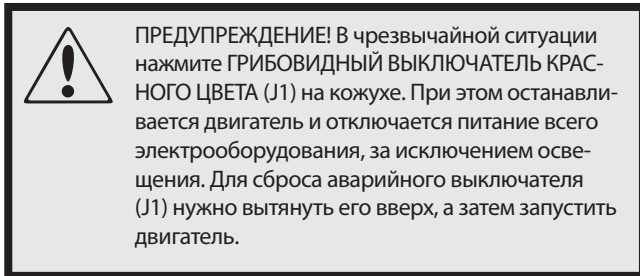 ПРЕДУПРЕЖДЕНИЕ! В чрезвычайной ситуации
нажмите ГРИБОВИДНЫЙ ВЫКЛЮЧАТЕЛЬ КРАС-
НОГО ЦВЕТА (J1) на кожухе. При этом останавли-
вается двигатель и отключается питание всего
электрооборудования, за исключением осве-
щения. Для сброса аварийного выключателя
(J1) нужно вытянуть его вверх, а затем запустить
двигатель.